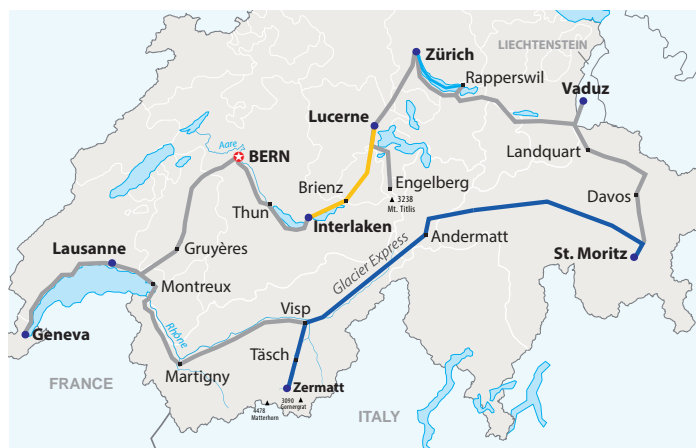 Zürich
LIECHTENSTEIN
Rapperswil
Vaduz
Lucerne
Aare
BERN
Landquart
Engelberg
Brienz
3238
Mt. Titlis
Davos
Thun
Interlaken
Andermatt
Gruyères
Lausanne
St. Moritz
Glacier Express
Montreux
Visp
Rhône
Geneva
Täsch
Martigny
Zermatt
FRANCE
4478
Matterhorn
3090
Gornergrat
ITALY